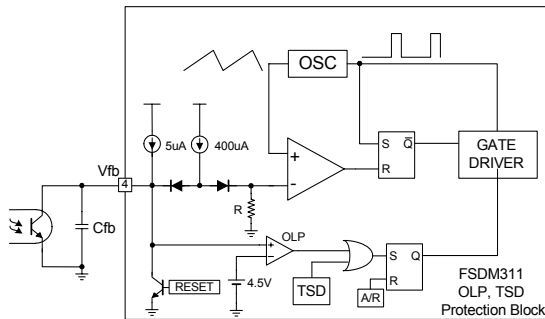 OSC
5uA
400uA
Vfb
4
+
-
S
Q
R
GATE
DRIVER
Cfb
R
OLP
+
-
S
Q
R
RESET
4.5V
TSD
A/R
FSDM311
OLP, TSD
Protection Block